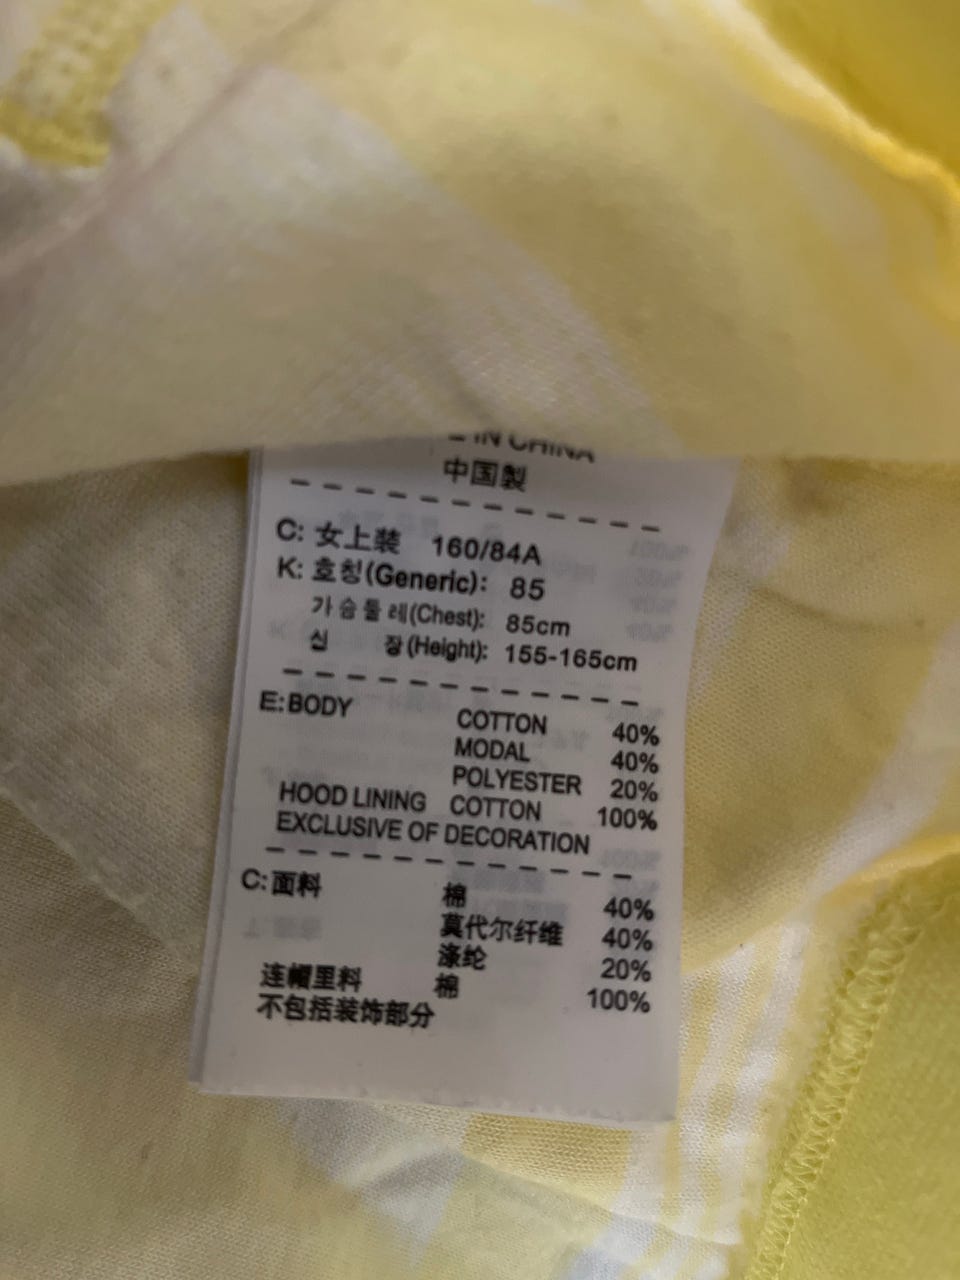 IN CHINA
中国製
C: 女上装 160/84A
K: 호칭(Generic): 85
가슴둘레(Chest): 85cm
신 장(Height): 155-165cm
E: BODY COTTON 40%
MODAL 40%
POLYESTER 20%
HOOD LINING COTTON 100%
EXCLUSIVE OF DECORATION
C: 面料 棉 40%
莫代尔纤维 40%
涤纶 20%
连帽里料 棉 100%
不包括装饰部分